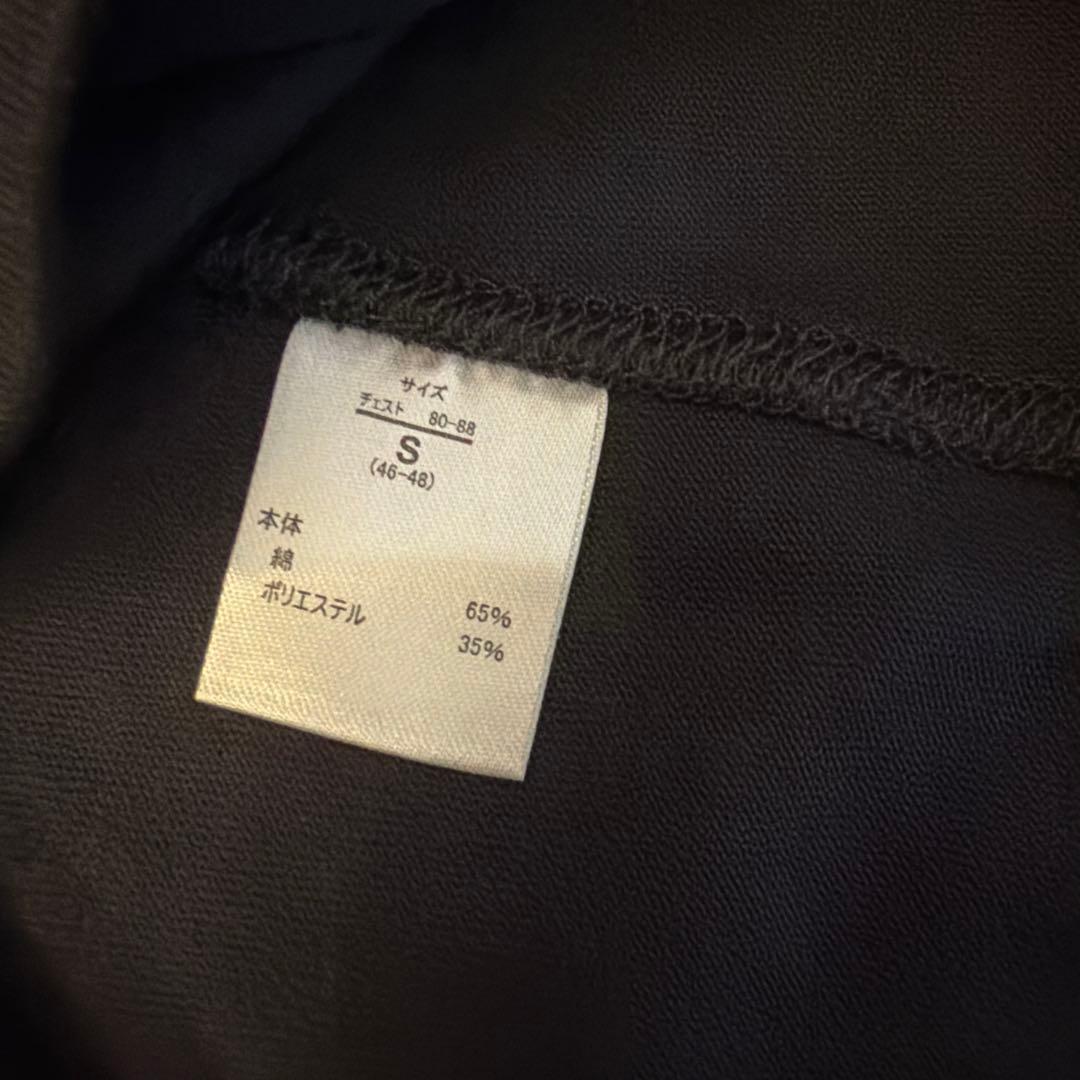 サイズ
チェスト 80-88
S
(46-48)
本体
綿 65%
ポリエステル 35%